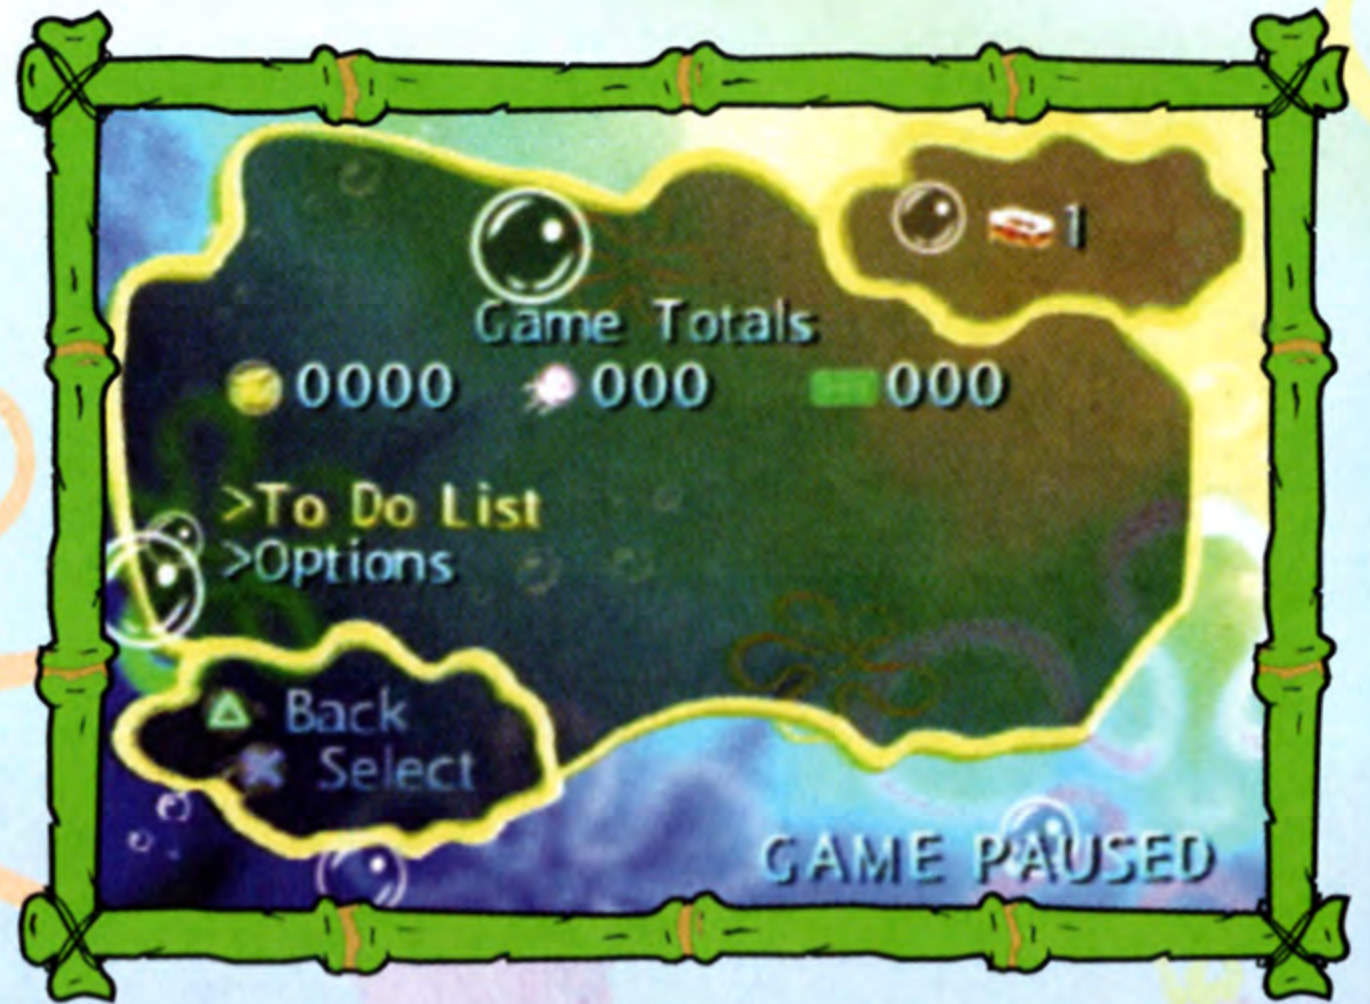 1
Game Totals
0000 000 000
>To Do List
>Options
Back
Select
GAME PAUSED